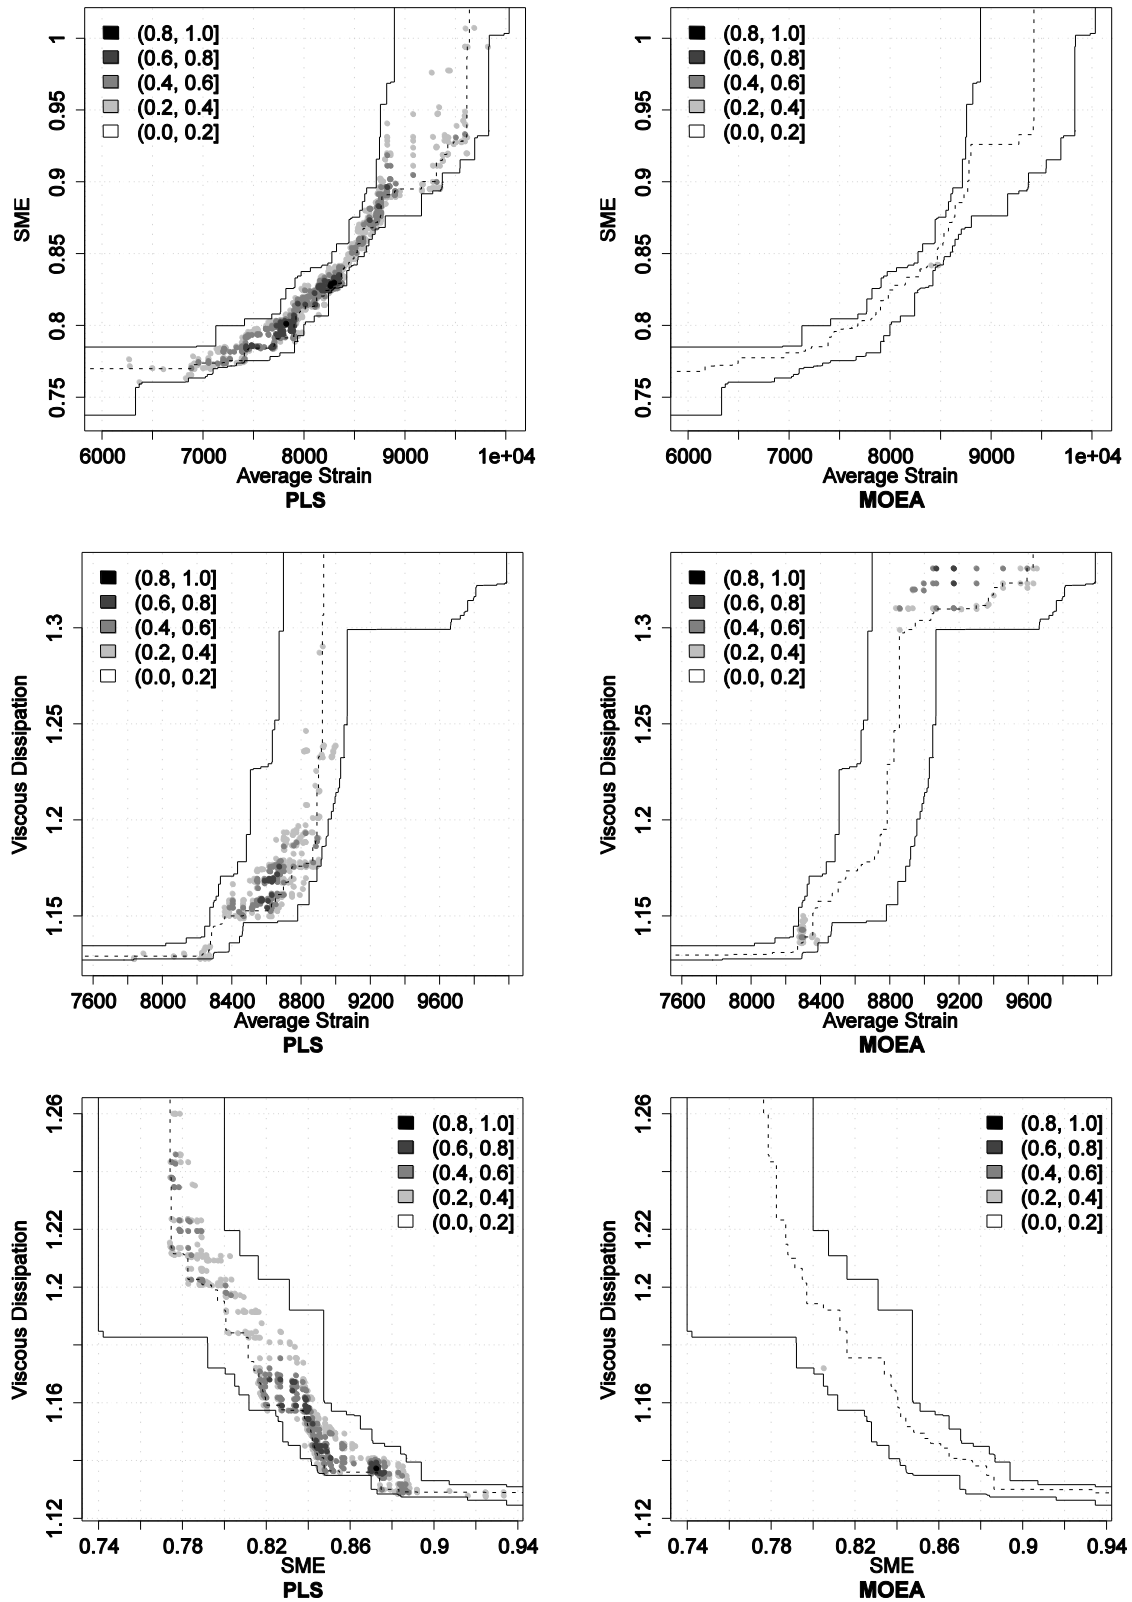 (0.8, 1.0]
(0.6, 0.8]
(0.4, 0.6]
(0.2, 0.4]
(0.0, 0.2]
SME
0.75 0.8 0.85 0.9 0.95 1
6000 7000 8000 9000 1e+04
Average Strain
PLS
(0.8, 1.0]
(0.6, 0.8]
(0.4, 0.6]
(0.2, 0.4]
(0.0, 0.2]
SME
0.75 0.8 0.85 0.9 0.95 1
6000 7000 8000 9000 1e+04
Average Strain
MOEA
(0.8, 1.0]
(0.6, 0.8]
(0.4, 0.6]
(0.2, 0.4]
(0.0, 0.2]
Viscous Dissipation
1.15 1.2 1.25 1.3
7600 8000 8400 8800 9200 9600
Average Strain
PLS
(0.8, 1.0]
(0.6, 0.8]
(0.4, 0.6]
(0.2, 0.4]
(0.0, 0.2]
Viscous Dissipation
1.15 1.2 1.25 1.3
7600 8000 8400 8800 9200 9600
Average Strain
MOEA
(0.8, 1.0]
(0.6, 0.8]
(0.4, 0.6]
(0.2, 0.4]
(0.0, 0.2]
Viscous Dissipation
1.12 1.16 1.2 1.22 1.26
0.74 0.78 0.82 0.86 0.9 0.94
SME
PLS
(0.8, 1.0]
(0.6, 0.8]
(0.4, 0.6]
(0.2, 0.4]
(0.0, 0.2]
Viscous Dissipation
1.12 1.16 1.2 1.22 1.26
0.74 0.78 0.82 0.86 0.9 0.94
SME
MOEA